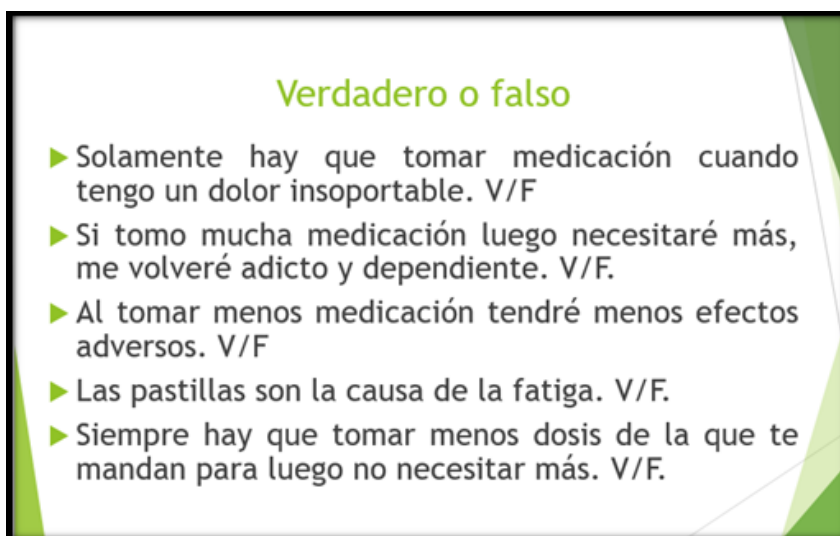 Verdadero o falso
Solamente hay que tomar medicación cuando
tengo un dolor insoportable. V/F
Si tomo mucha medicación luego necesitaré más,
me volveré adicto y dependiente. V/F.
Al tomar menos medicación tendré menos efectos
adversos. V/F
Las pastillas son la causa de la fatiga. V/F.
Siempre hay que tomar menos dosis de la que te
mandan para luego no necesitar más. V/F.